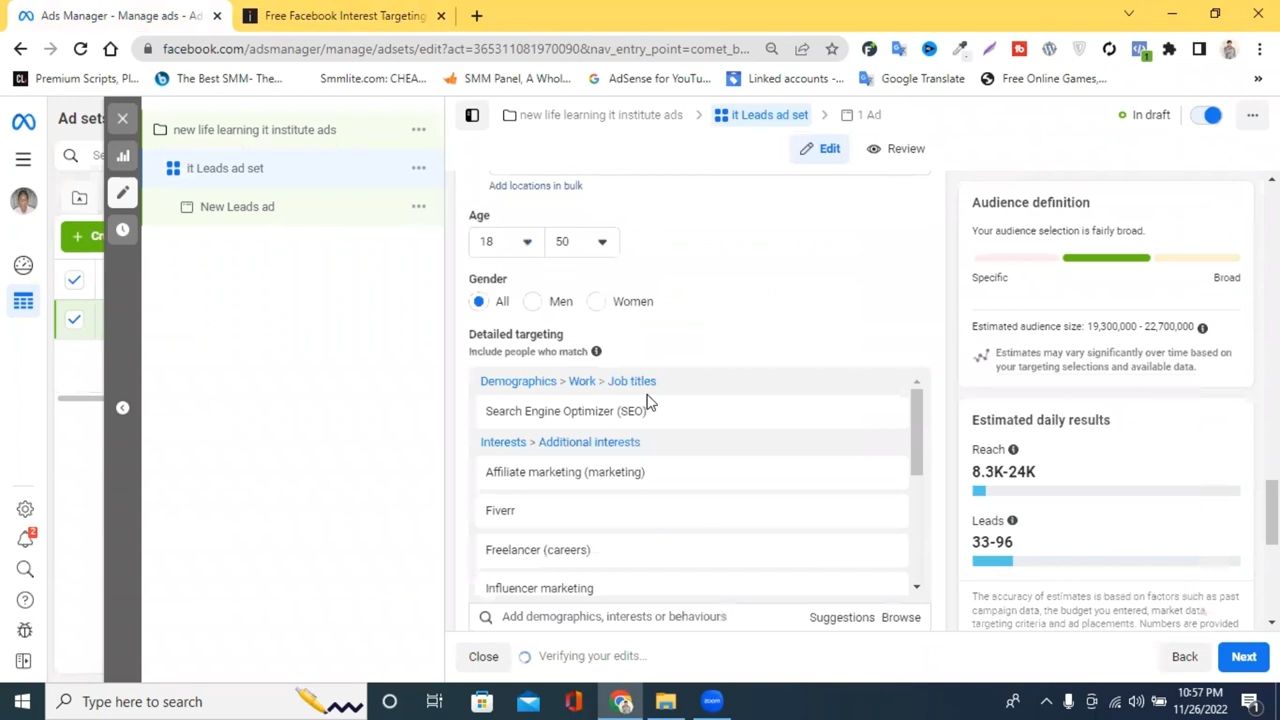 Ads Manager - Manage ads - Ad
Free Facebook Interest Targeting
facebook.com/adsmanager/manage/adsets/edit?act=365311081970090&nav_entry_point=comet_b...
Premium Scripts, Pl...
The Best SMM- The...
Smmlite.com: CHEA...
SMM Panel, A Whol...
AdSense for YouTu...
Linked accounts -...
Google Translate
Free Online Games,...
»
Ad sets
new life learning it institute ads
it Leads ad set
New Leads ad
new life learning it institute ads
it Leads ad set
1 Ad
In draft
Edit
Review
Add locations in bulk
Age
18
50
Gender
All
Men
Women
Detailed targeting
Include people who match
Demographics > Work > Job titles
Search Engine Optimizer (SEO)
Interests > Additional interests
Affiliate marketing (marketing)
Fiverr
Freelancer (careers)
Influencer marketing
Add demographics, interests or behaviours
Suggestions
Browse
Audience definition
Your audience selection is fairly broad.
Specific
Broad
Estimated audience size: 19,300,000 - 22,700,000
Estimates may vary significantly over time based on
your targeting selections and available data.
Estimated daily results
Reach
8.3K-24K
Leads
33-96
The accuracy of estimates is based on factors such as past
campaign data, the budget you entered, market data,
targeting criteria and ad placements. Numbers are provided
Close
Verifying your edits...
Back
Next
Type here to search
zoom
10:57 PM
11/26/2022